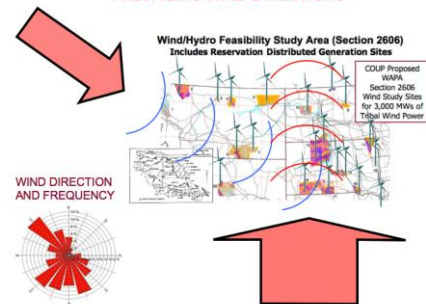 Wind/Hydro Feasibility Study Area (Section 2606)
Includes Reservation Distributed Generation Sites
COUP Proposed
WAPA
Section 2606
Wind Study Sites
for 3,000 MWs of
Tribal Wind Power
WIND DIRECTION
AND FREQUENCY